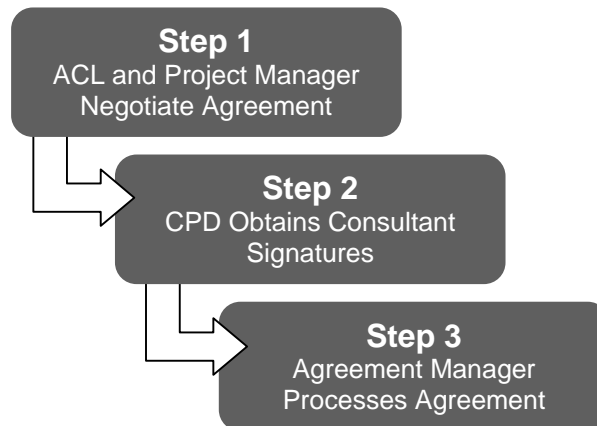 Step 1
ACL and Project Manager
Negotiate Agreement
Step 2
CPD Obtains Consultant
Signatures
Step 3
Agreement Manager
Processes Agreement